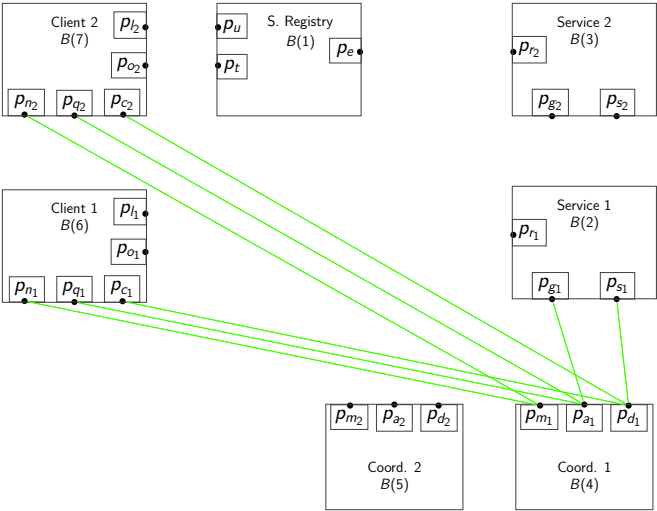 Client 2
B(7)
p_{l_2}
p_{o_2}
p_{n_2} p_{q_2} p_{c_2}
S. Registry
B(1)
p_u
p_t
p_e
Service 2
B(3)
p_{r_2}
p_{g_2} p_{s_2}
Client 1
B(6)
p_{l_1}
p_{o_1}
p_{n_1} p_{q_1} p_{c_1}
Service 1
B(2)
p_{r_1}
p_{g_1} p_{s_1}
p_{m_2} p_{a_2} p_{d_2}
Coord. 2
B(5)
p_{m_1} p_{a_1} p_{d_1}
Coord. 1
B(4)